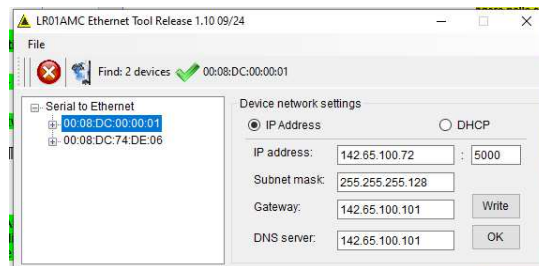 LR01AMC Ethernet Tool Release 1.10 09/24
File
Find: 2 devices 00:08:DC:00:00:01
Serial to Ethernet
00:08:DC:00:00:01
00:08:DC:74:DE:06
Device network settings
IP Address DHCP
IP address: 142.65.100.72 : 5000
Subnet mask: 255.255.255.128
Gateway: 142.65.100.101 Write
DNS server: 142.65.100.101 OK